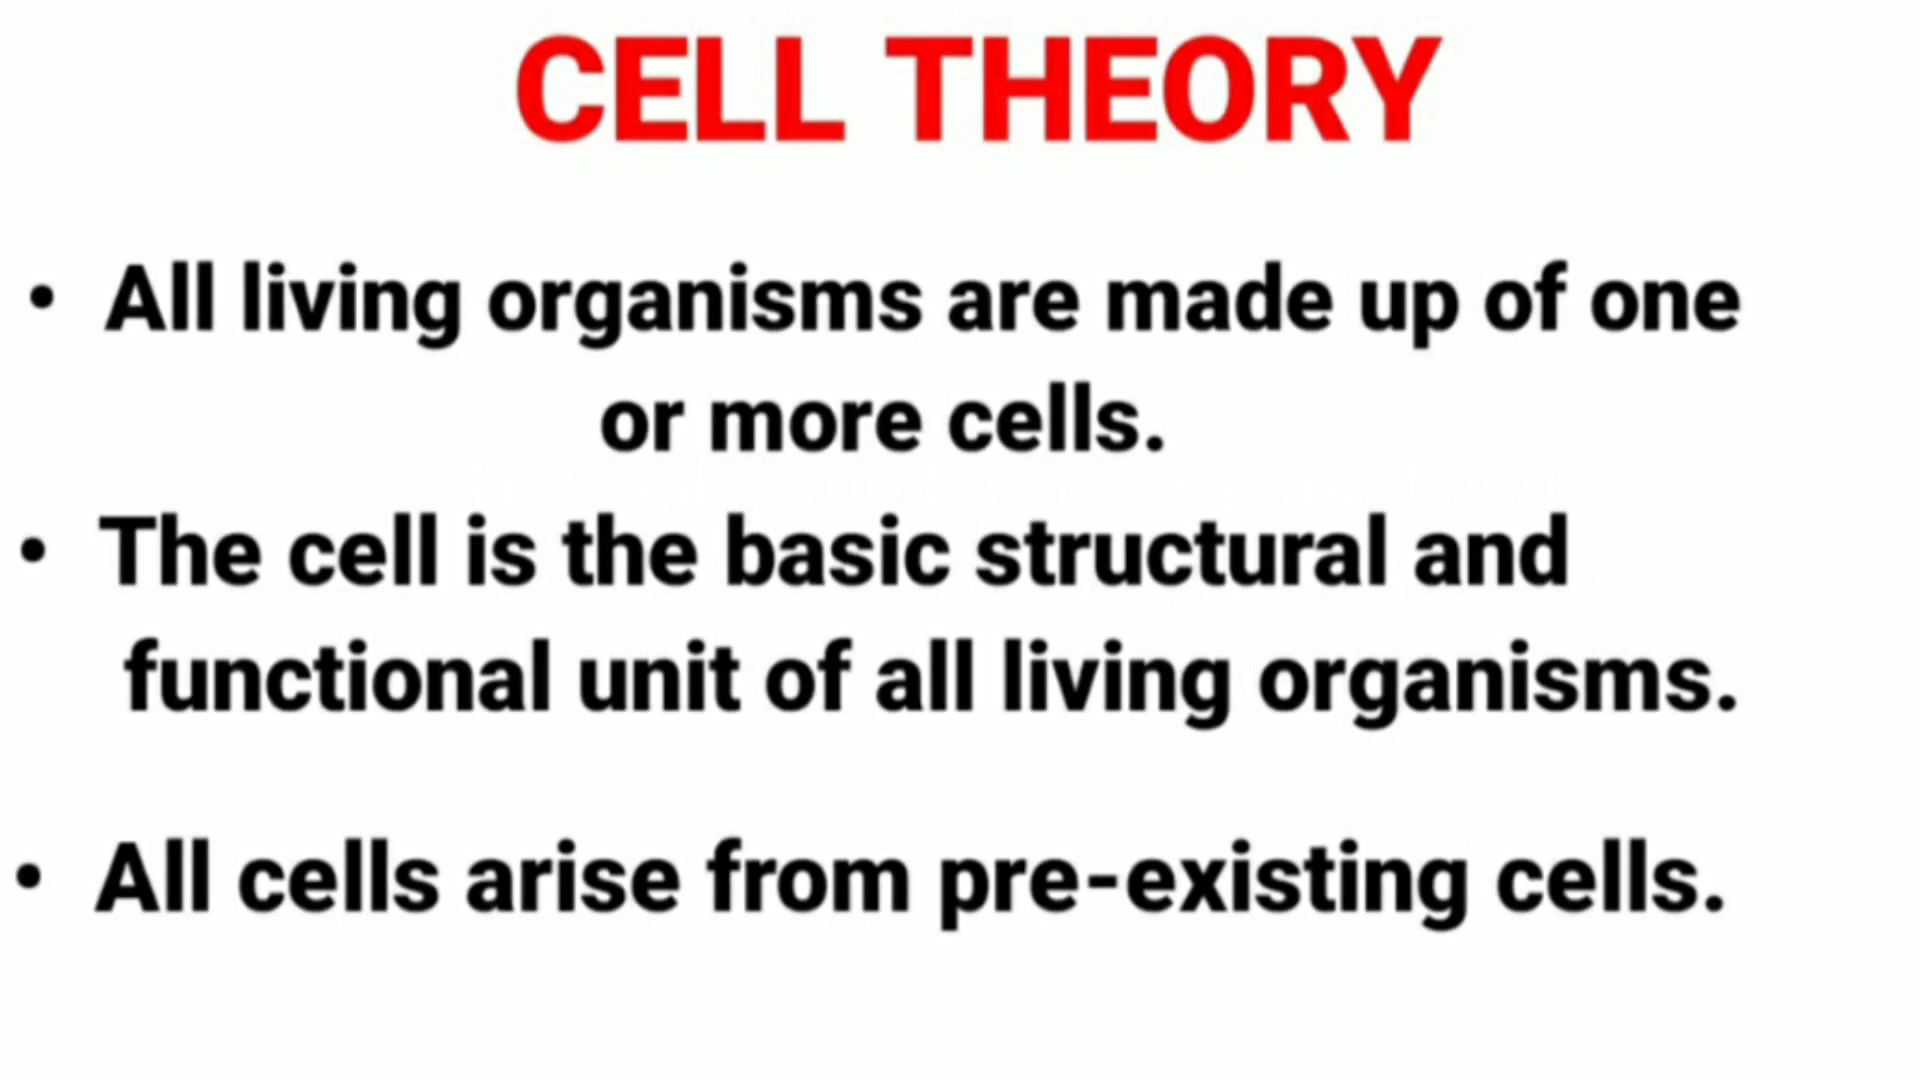 CELL THEORY
• All living organisms are made up of one
or more cells.
• The cell is the basic structural and
functional unit of all living organisms.
• All cells arise from pre-existing cells.